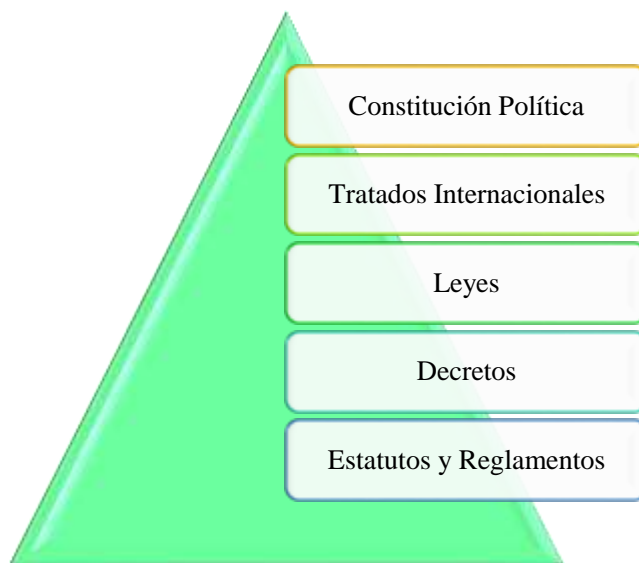 Constitución Política
Tratados Internacionales
Leyes
Decretos
Estatutos y Reglamentos